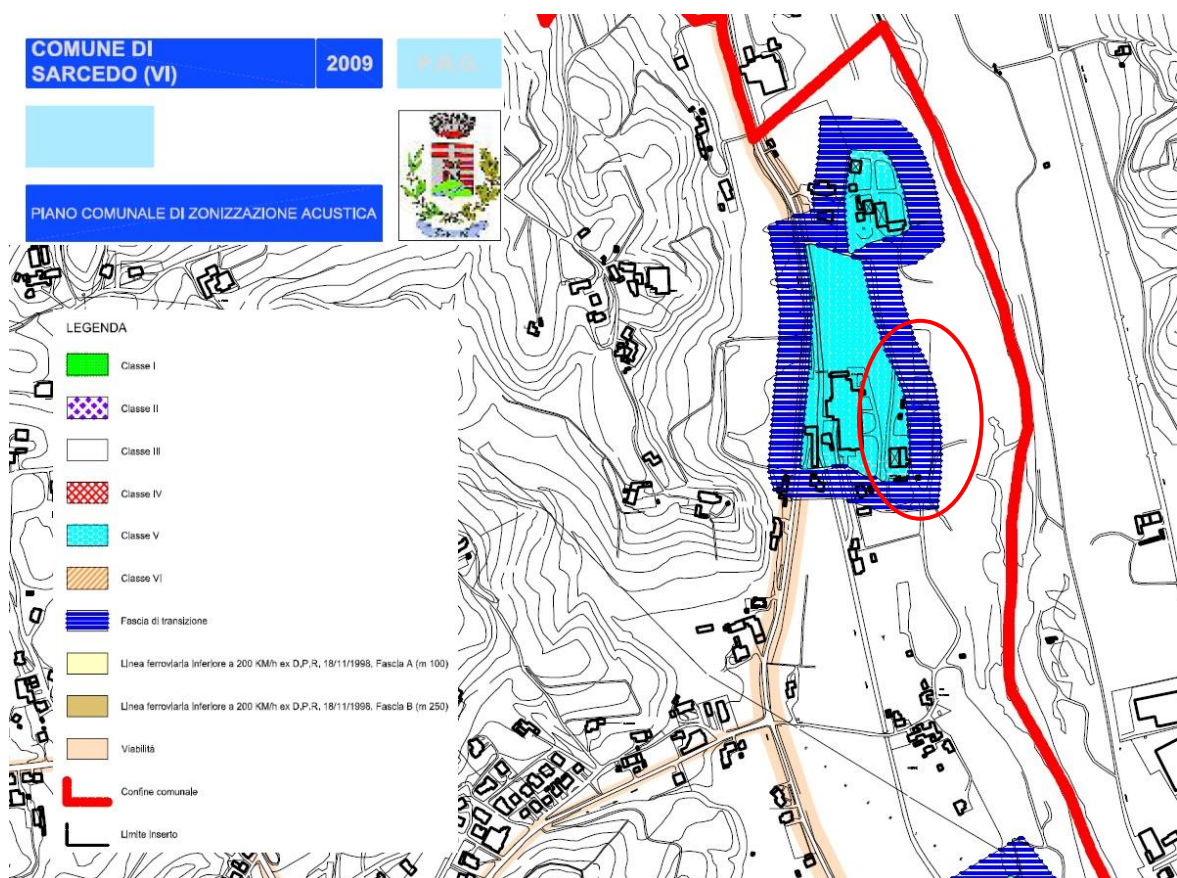 COMUNE DI
SARCEDO (VI)
2009
P.R.G.
PIANO COMUNALE DI ZONIZZAZIONE ACUSTICA
LEGENDA
Classe I
Classe II
Classe III
Classe IV
Classe V
Classe VI
Fascia di transizione
Linea ferroviaria inferiore a 200 KM/h ex D.P.R. 18/11/1998. Fascia A (m 100)
Linea ferroviaria inferiore a 200 KM/h ex D.P.R. 18/11/1998. Fascia B (m 250)
Viabilità
Confine comunale
Limite inserto